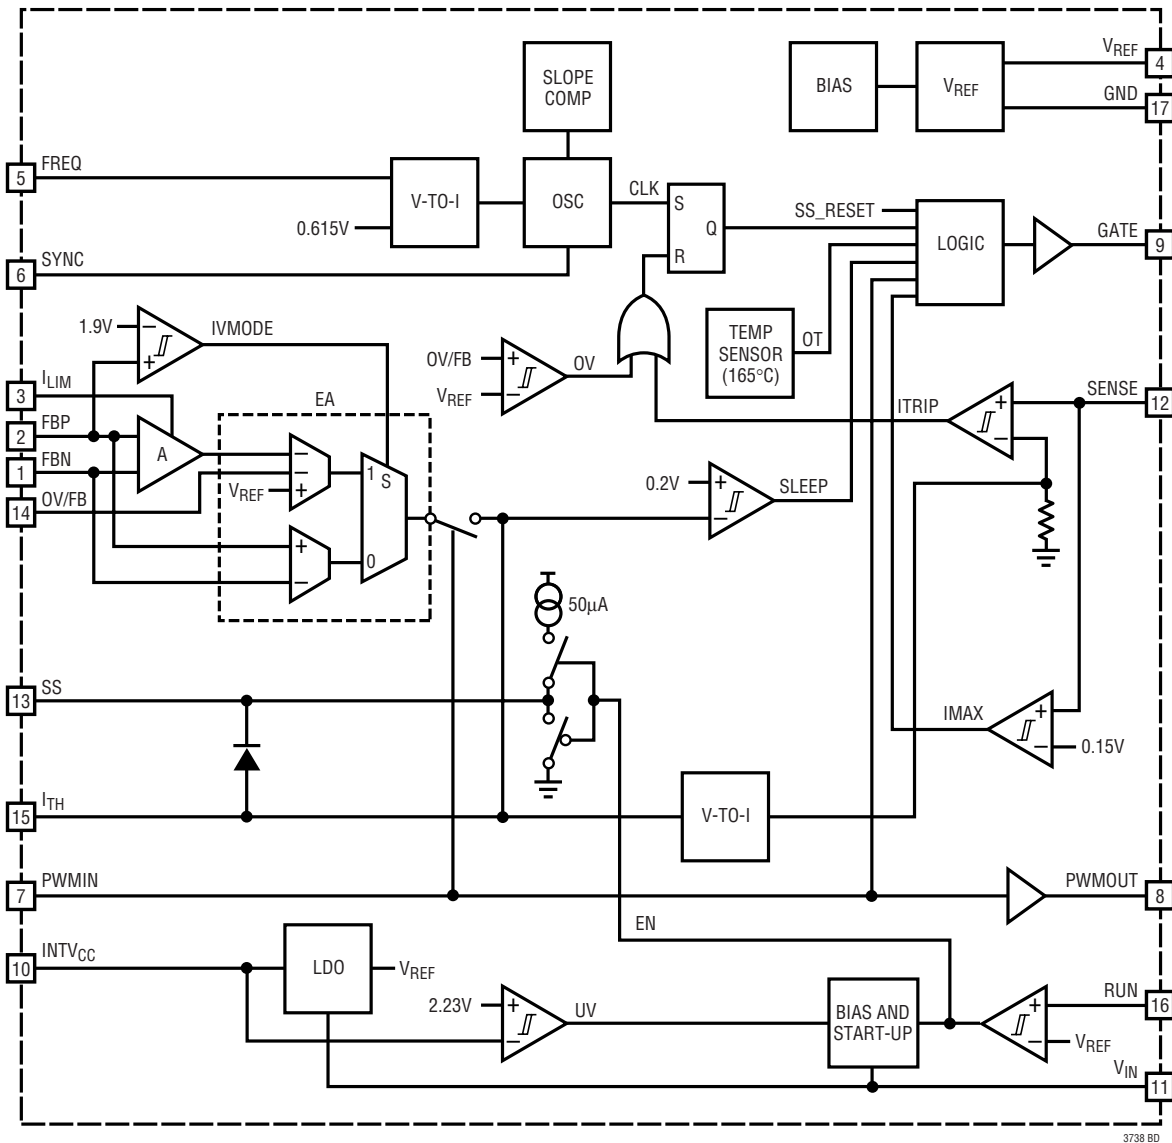 SLOPE
COMP
BIAS
VREF
VREF
4
GND
17
FREQ
5
V-TO-I
0.615V
OSC
CLK
S
Q
R
SS_RESET
LOGIC
GATE
9
SYNC
6
1.9V
−
+
IVMODE
OV/FB
+
VREF
−
OV
TEMP
SENSOR
(165°C)
OT
ILIM
3
FBP
2
FBN
1
OV/FB
14
A
EA
−
−
VREF
+
+
−
1
S
0
ITRIP
+
−
SENSE
12
0.2V
+
−
SLEEP
50µA
SS
13
IMAX
+
−
0.15V
ITH
15
V-TO-I
PWMIN
7
PWMOUT
8
EN
INTVCC
10
LDO
VREF
2.23V
+
−
UV
BIAS AND
START-UP
+
−
RUN
16
VREF
VIN
11
3738 BD